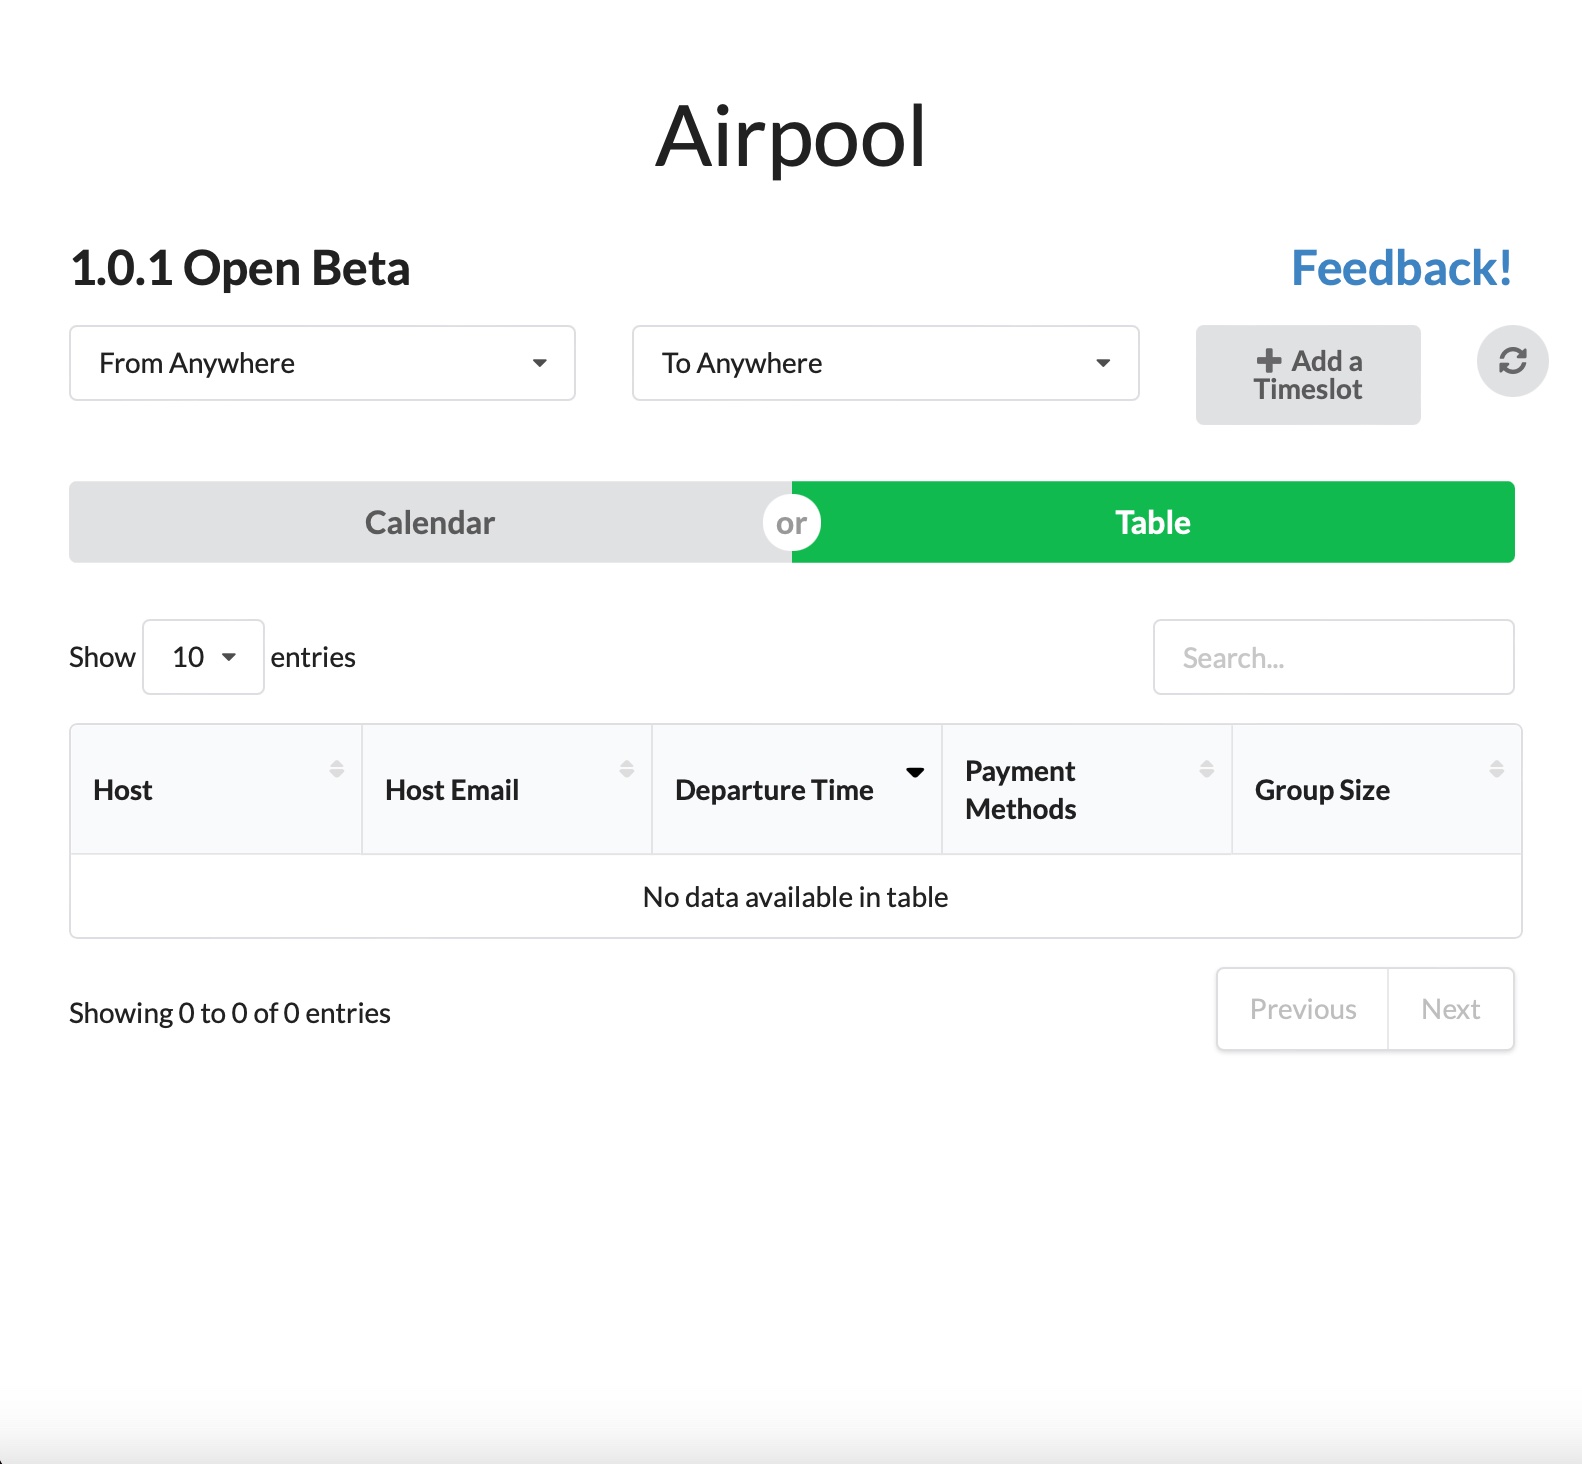 Airpool
1.0.1 Open Beta
Feedback!
From Anywhere
To Anywhere
Add a
Timeslot
Calendar
or
Table
Show 10 entries
Search...
Host
Host Email
Departure Time
Payment
Methods
Group Size
No data available in table
Showing 0 to 0 of 0 entries
Previous
Next